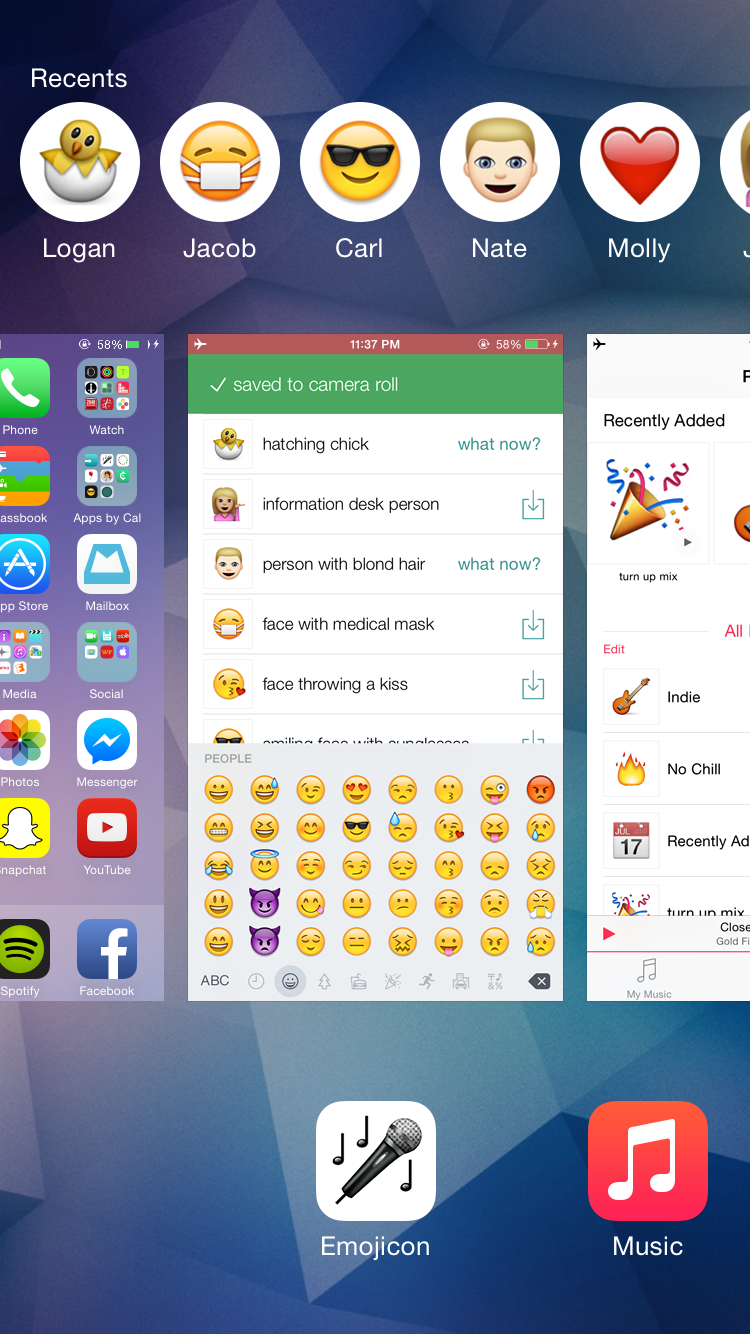 Recents
Logan
Jacob
Carl
Nate
Molly
J
58%
Phone
Watch
assbook
Apps by Cal
pp Store
Mailbox
Media
Social
Photos
Messenger
napchat
YouTube
Spotify
Facebook
11:37 PM
58%
saved to camera roll
hatching chick
what now?
information desk person
person with blond hair
what now?
face with medical mask
face throwing a kiss
smiling face with sunglasses
PEOPLE
ABC
P
Recently Added
turn up mix
All
Edit
Indie
No Chill
JUL
17
Recently Ad
turn up mix
Close
Gold Fi
My Music
Emojicon
Music